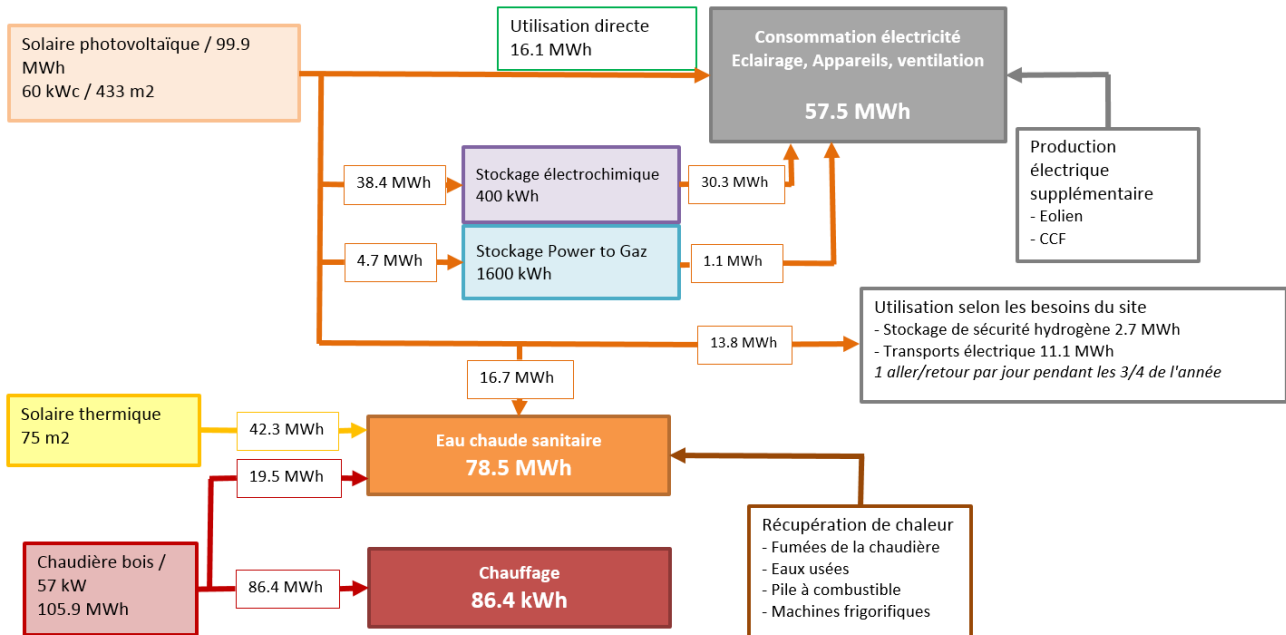 Solaire photovoltaïque / 99.9
MWh
60 kWc / 433 m2
Utilisation directe
16.1 MWh
Consommation électricité
Eclairage, Appareils, ventilation
57.5 MWh
38.4 MWh
Stockage électrochimique
400 kWh
30.3 MWh
Production
électrique
supplémentaire
- Eolien
- CCF
4.7 MWh
Stockage Power to Gaz
1600 kWh
1.1 MWh
Utilisation selon les besoins du site
- Stockage de sécurité hydrogène 2.7 MWh
- Transports électrique 11.1 MWh
1 aller/retour par jour pendant les 3/4 de l'année
13.8 MWh
16.7 MWh
Solaire thermique
75 m2
42.3 MWh
Eau chaude sanitaire
78.5 MWh
19.5 MWh
Récupération de chaleur
- Fumées de la chaudière
- Eaux usées
- Pile à combustible
- Machines frigorifiques
Chaudière bois /
57 kW
105.9 MWh
86.4 MWh
Chauffage
86.4 kWh